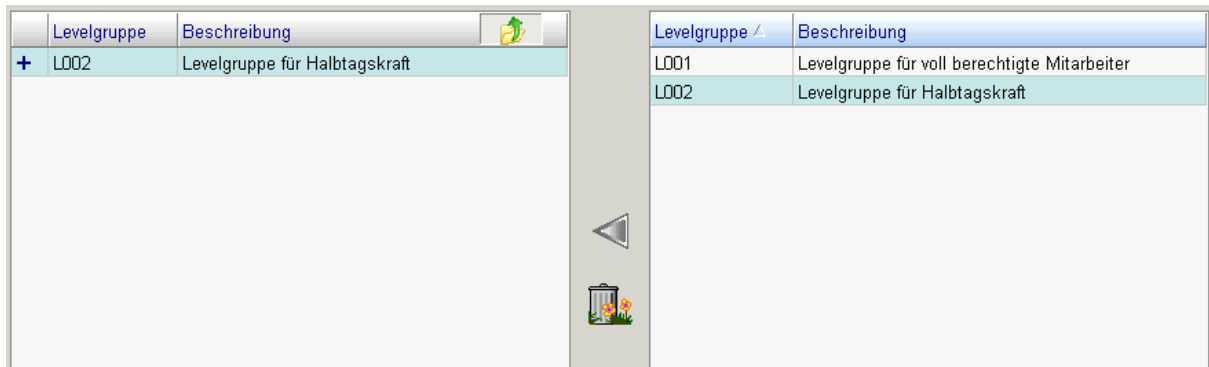 Levelgruppe Beschreibung
+ L002 Levelgruppe für Halbtagskraft
Levelgruppe Beschreibung
L001 Levelgruppe für voll berechtigte Mitarbeiter
L002 Levelgruppe für Halbtagskraft